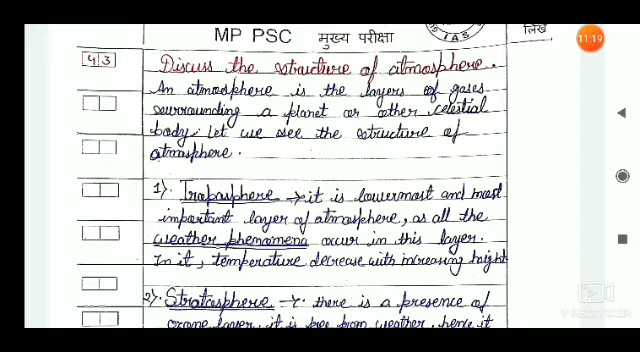 MP PSC मुख्य परीक्षा
IAS
लिखें
11:19
4 3
Discuss the structure of atmosphere.
An atmosphere is the layers of gases
surrounding a planet or other celestial
body. Let we see the structure of
atmosphere.
1). Troposphere → it is lowermost and most
important layer of atmosphere, as all the
weather phenomena occur in this layer.
In it, temperature decrease with increasing height
2). Stratosphere → there is a presence of
ozone layer, it is free from weather, hence it
V RECORDER